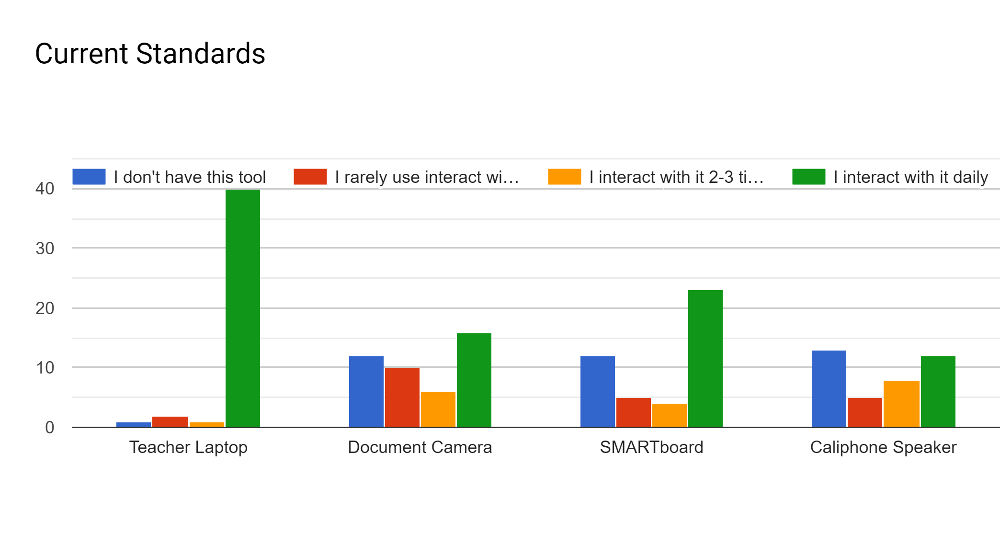 Current Standards
I don't have this tool
I rarely use interact wi…
I interact with it 2-3 ti…
I interact with it daily
40
30
20
10
0
Teacher Laptop
Document Camera
SMARTboard
Caliphone Speaker